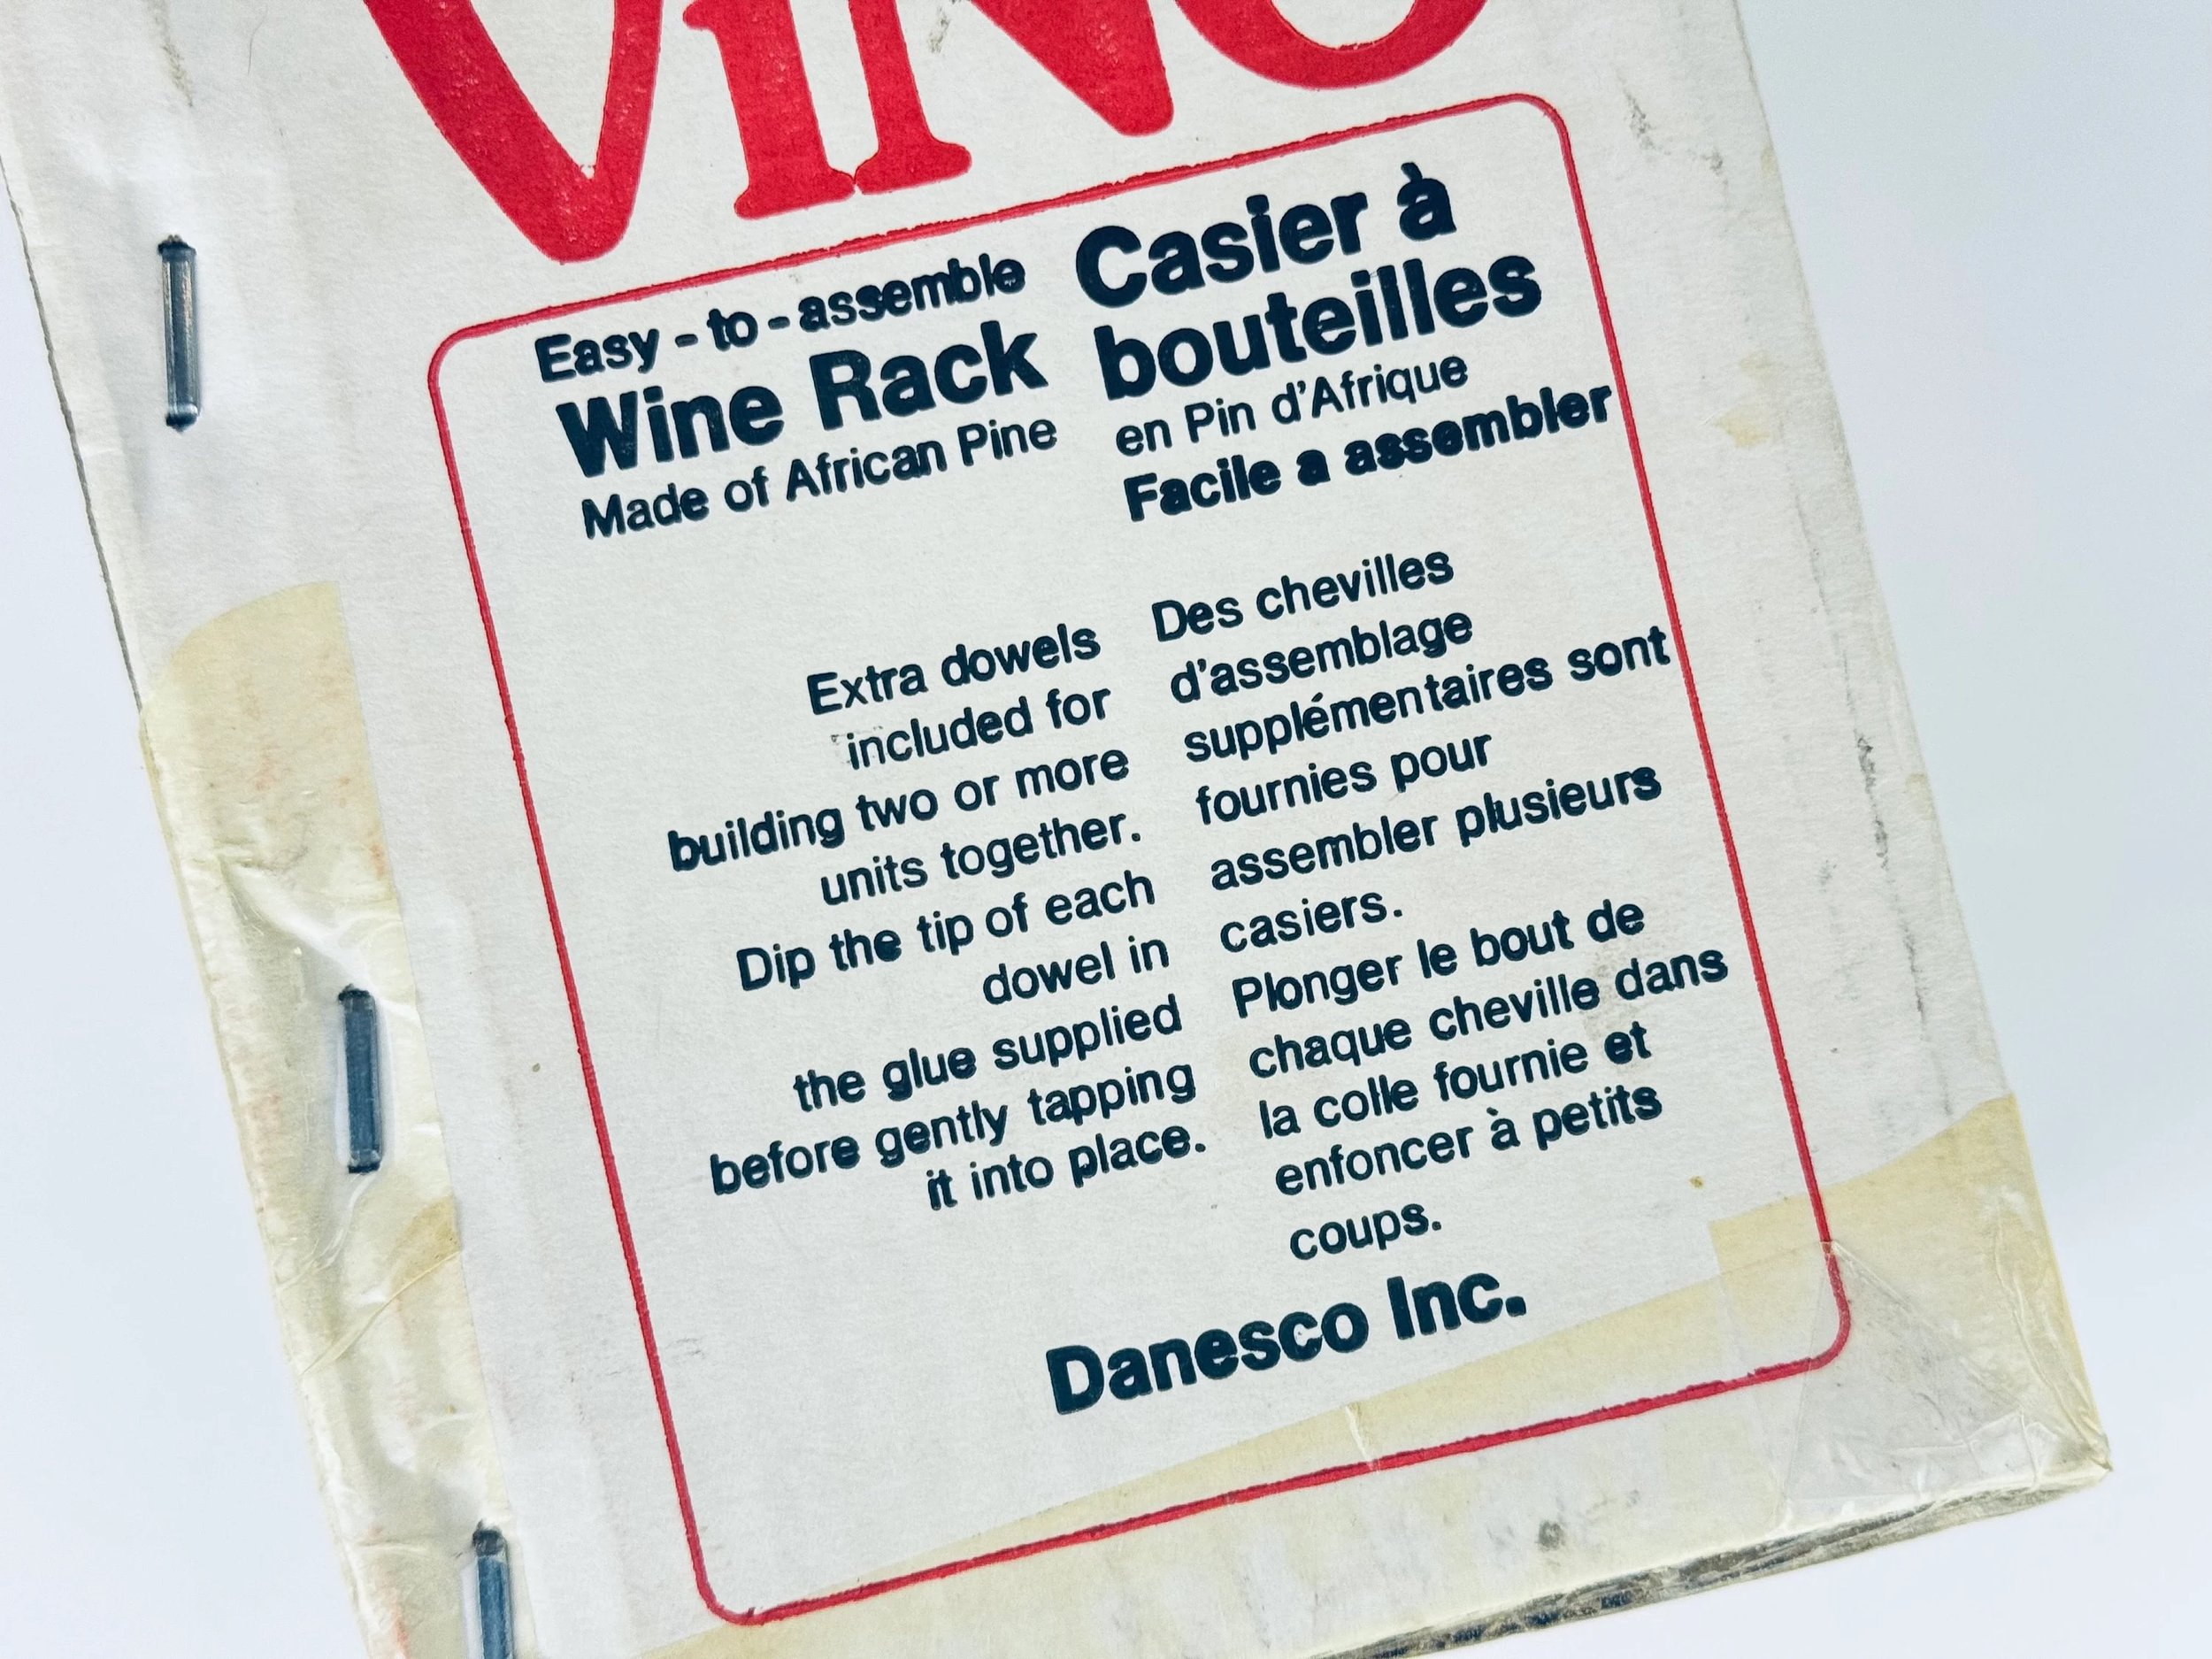 VINO
Easy - to - assemble
Wine Rack
Made of African Pine
Extra dowels
included for
building two or more
units together.
Dip the tip of each
dowel in
the glue supplied
before gently tapping
it into place.
Casier à
bouteilles
en Pin d'Afrique
Facile a assembler
Des chevilles
d'assemblage
supplémentaires sont
fournies pour
assembler plusieurs
casiers.
Plonger le bout de
chaque cheville dans
la colle fournie et
enfoncer à petits
coups.
Danesco Inc.